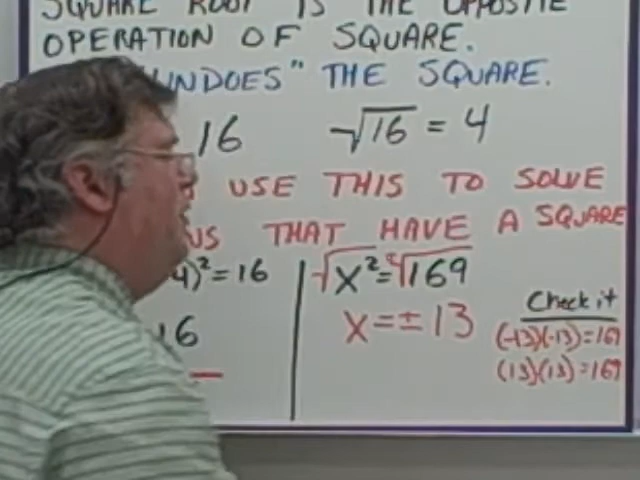 SQUARE ROOT IS THE OPPOSITE
OPERATION OF SQUARE.
UNDOES" THE SQUARE.
16 √16 = 4
USE THIS TO SOLVE
THAT HAVE A SQUARE
4)² = 16
16
√x² = √169
x = ± 13
Check it
(-13)(-13)=169
(13)(13)=169